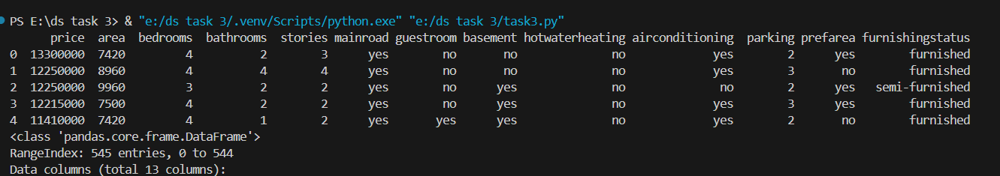 PS E:\ds task 3> & "e:/ds task 3/.venv/Scripts/python.exe" "e:/ds task 3/task3.py"
price area bedrooms bathrooms stories mainroad guestroom basement hotwaterheating airconditioning parking prefarea furnishingstatus
0 13300000 7420 4 2 3 yes no no no yes 2 yes furnished
1 12250000 8960 4 4 4 yes no no no yes 3 no furnished
2 12250000 9960 3 2 2 yes no yes no no 2 yes semi-furnished
3 12215000 7500 4 2 2 yes no yes no yes 3 yes furnished
4 11410000 7420 4 1 2 yes yes yes no yes 2 no furnished
<class 'pandas.core.frame.DataFrame'>
RangeIndex: 545 entries, 0 to 544
Data columns (total 13 columns):